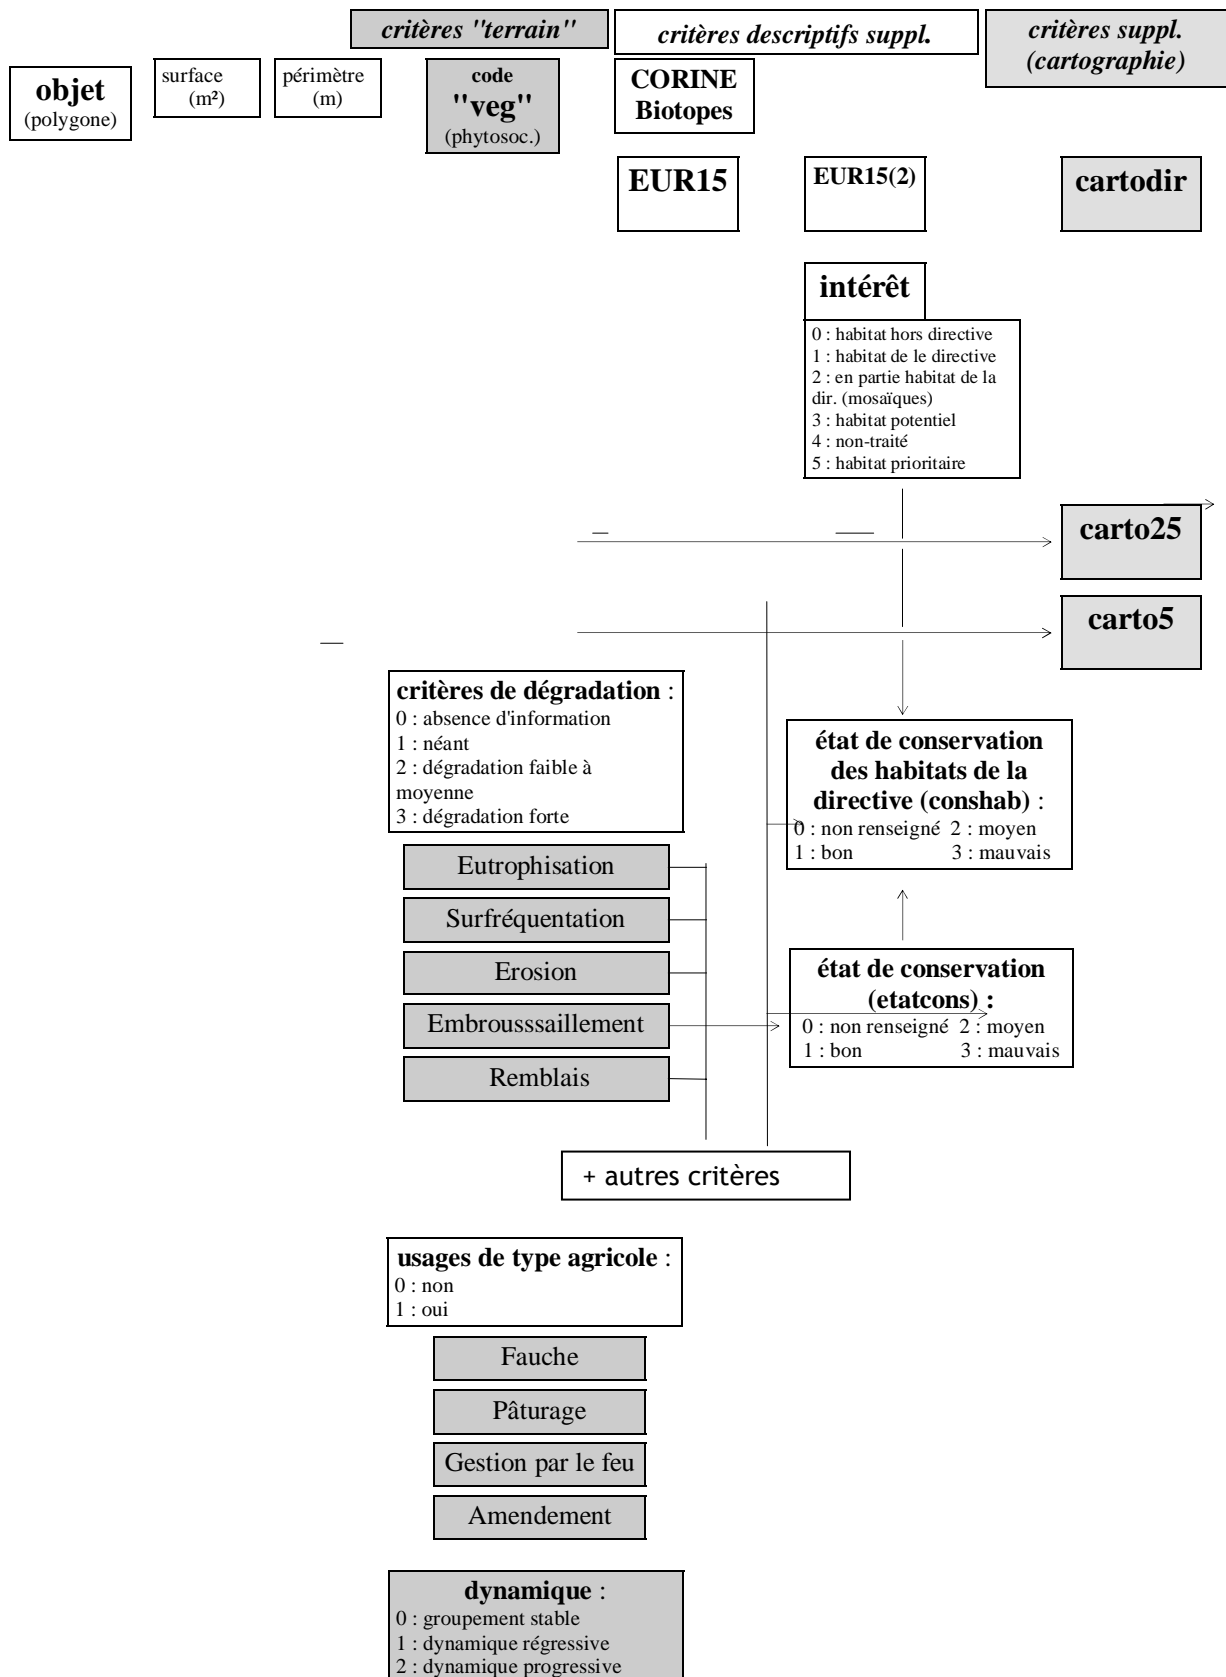 critères "terrain"
critères descriptifs suppl.
critères suppl.
(cartographie)
objet
(polygone)
surface
(m²)
périmètre
(m)
code
"veg"
(phytosoc.)
CORINE
Biotopes
EUR15
EUR15(2)
cartodir
intérêt
0 : habitat hors directive
1 : habitat de le directive
2 : en partie habitat de la
dir. (mosaïques)
3 : habitat potentiel
4 : non-traité
5 : habitat prioritaire
carto25
carto5
critères de dégradation :
0 : absence d'information
1 : néant
2 : dégradation faible à
moyenne
3 : dégradation forte
état de conservation
des habitats de la
directive (conshab) :
0 : non renseigné 2 : moyen
1 : bon 3 : mauvais
Eutrophisation
Surfréquentation
Erosion
Embrousssaillement
Remblais
état de conservation
(etatcons) :
0 : non renseigné 2 : moyen
1 : bon 3 : mauvais
+ autres critères
usages de type agricole :
0 : non
1 : oui
Fauche
Pâturage
Gestion par le feu
Amendement
dynamique :
0 : groupement stable
1 : dynamique régressive
2 : dynamique progressive